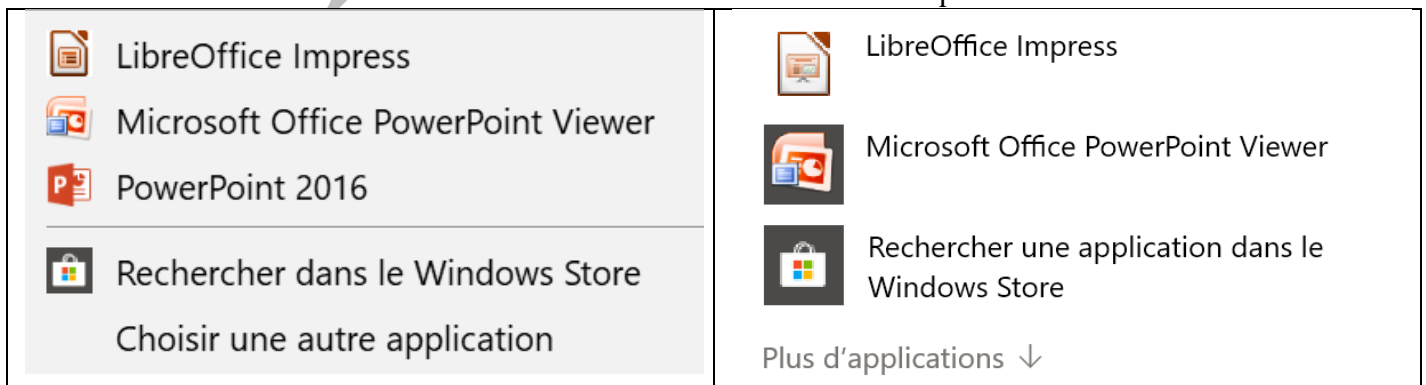 LibreOffice Impress
Microsoft Office PowerPoint Viewer
PowerPoint 2016
Rechercher dans le Windows Store
Choisir une autre application
LibreOffice Impress
Microsoft Office PowerPoint Viewer
Rechercher une application dans le
Windows Store
Plus d’applications ↓